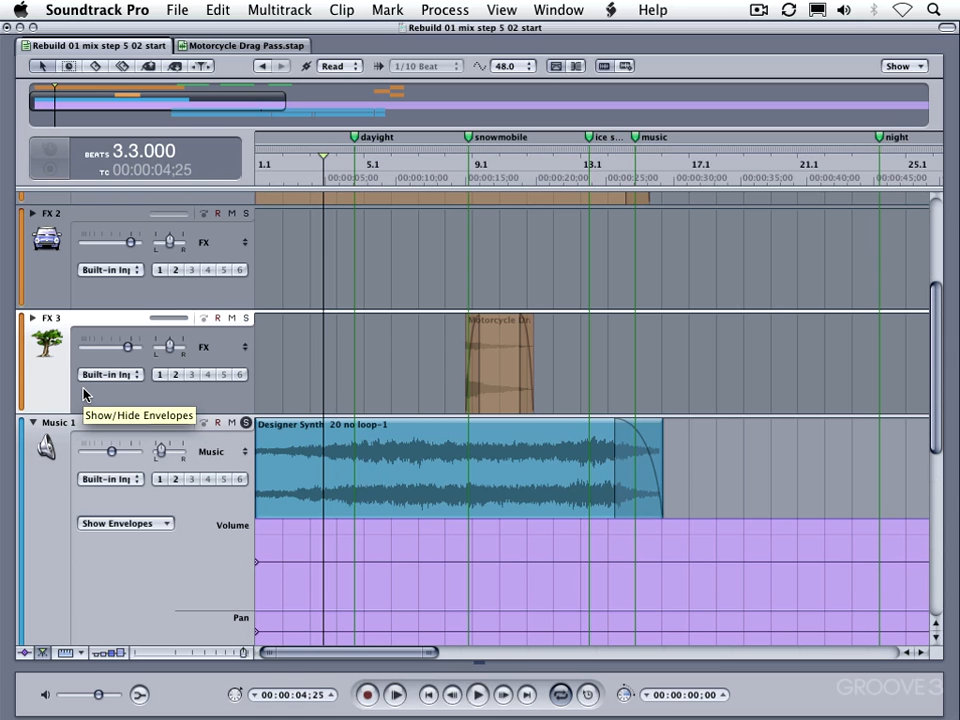 Soundtrack Pro File Edit Multitrack Clip Mark Process View Window Help
Rebuild 01 mix step 5 02 start
Rebuild 01 mix step 5 02 start Motorcycle Drag Pass.stap
Read 1/10 Beat 48.0 Show
dayight snowmobile ice s... music night
BEATS 3.3.000
TC 00:00:04;25
1.1 5.1 9.1 13.1 17.1 21.1 25.1
00:00:05;00 00:00:10;00 00:00:15;00 00:00:20;00 00:00:25;00 00:00:30;00 00:00:35;00 00:00:40;00 00:00:45;00
FX 2 R M S
L R FX
Built-in Inp 1 2 3 4 5 6
FX 3 R M S
Motorcycle Dr.
L R FX
Built-in Inp 1 2 3 4 5 6
Show/Hide Envelopes
Music 1 R M S
Designer Synth 20 no loop-1
L R Music
Built-in Inp 1 2 3 4 5 6
Show Envelopes Volume
Pan
00:00:04;25 00:00:00;00
GROOVE 3